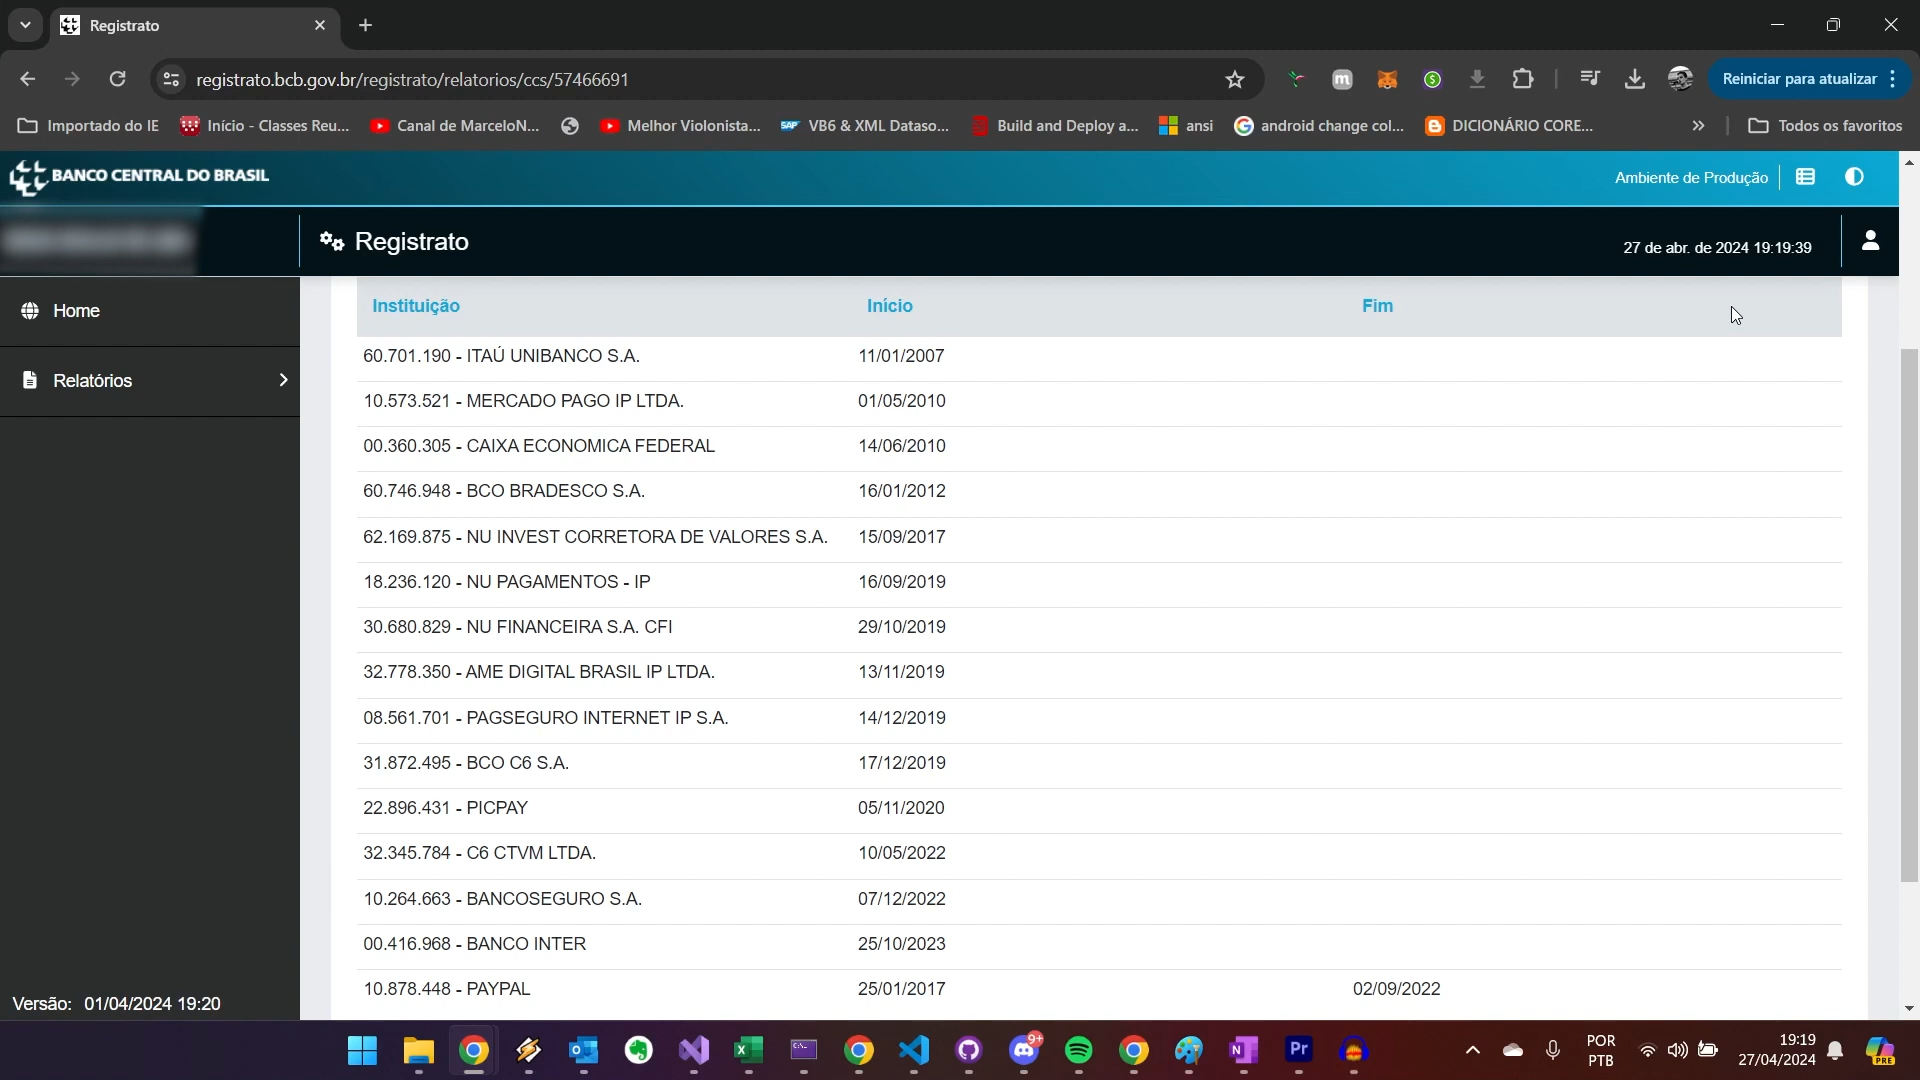 Registrato
registrato.bcb.gov.br/registrato/relatorios/ccs/57466691
Reiniciar para atualizar
Importado do IE
Início - Classes Reu...
Canal de MarceloN...
Melhor Violonista...
SAP VB6 & XML Dataso...
Build and Deploy a...
ansi
android change col...
DICIONÁRIO CORE...
Todos os favoritos
BANCO CENTRAL DO BRASIL
Ambiente de Produção
Registrato
27 de abr. de 2024 19:19:39
Home
Relatórios
Instituição Início Fim
60.701.190 - ITAÚ UNIBANCO S.A. 11/01/2007
10.573.521 - MERCADO PAGO IP LTDA. 01/05/2010
00.360.305 - CAIXA ECONOMICA FEDERAL 14/06/2010
60.746.948 - BCO BRADESCO S.A. 16/01/2012
62.169.875 - NU INVEST CORRETORA DE VALORES S.A. 15/09/2017
18.236.120 - NU PAGAMENTOS - IP 16/09/2019
30.680.829 - NU FINANCEIRA S.A. CFI 29/10/2019
32.778.350 - AME DIGITAL BRASIL IP LTDA. 13/11/2019
08.561.701 - PAGSEGURO INTERNET IP S.A. 14/12/2019
31.872.495 - BCO C6 S.A. 17/12/2019
22.896.431 - PICPAY 05/11/2020
32.345.784 - C6 CTVM LTDA. 10/05/2022
10.264.663 - BANCOSEGURO S.A. 07/12/2022
00.416.968 - BANCO INTER 25/10/2023
10.878.448 - PAYPAL 25/01/2017 02/09/2022
Versão: 01/04/2024 19:20
9+
Pr
POR
PTB
19:19
27/04/2024
PRE